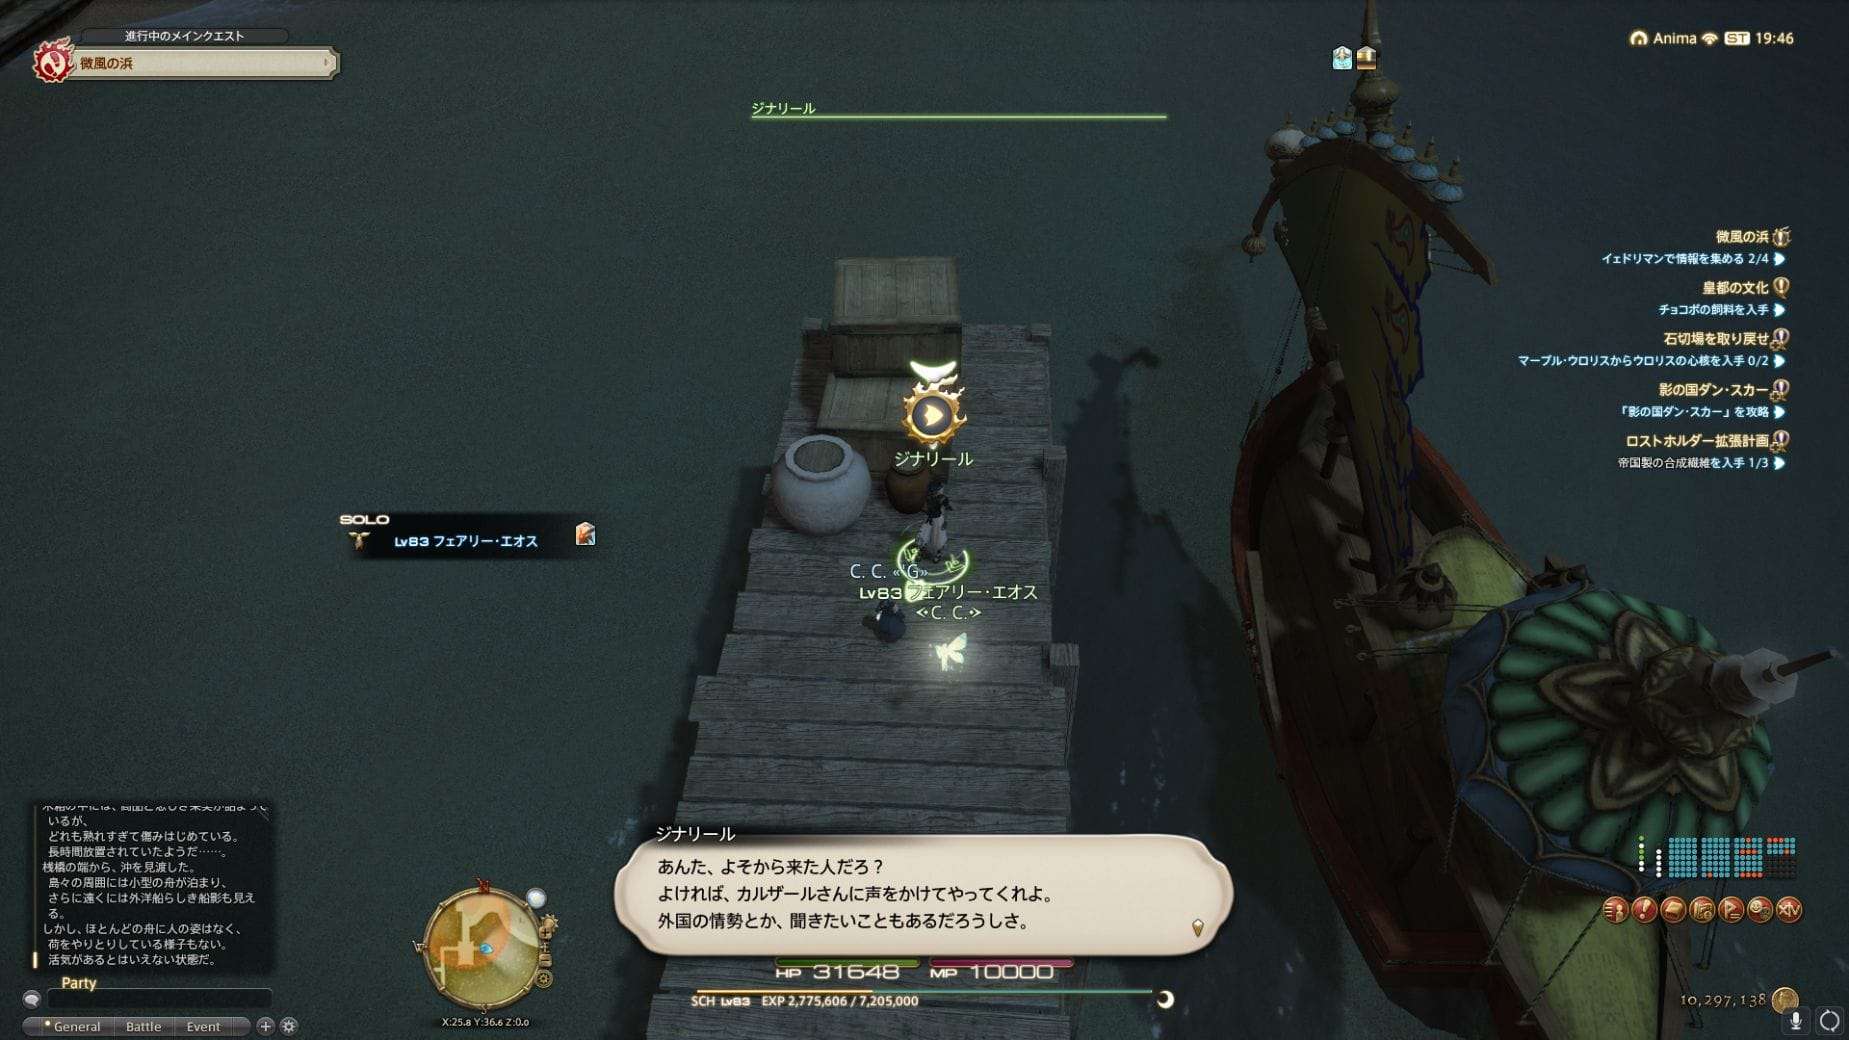 進行中のメインクエスト
微風の浜
Anima ST 19:46
ジナリール
微風の浜
イェドリマンで情報を集める 2/4
皇都の文化
チョコボの飼料を入手
石切場を取り戻せ
マーブル・ウロリスからウロリスの心核を入手 0/2
影の国ダン・スカー
「影の国ダン・スカー」を攻略
ロストホルダー拡張計画
帝国製の合成繊維を入手 1/3
ジナリール
SOLO
Lv83 フェアリー・エオス
C. C. «'G»
Lv83 フェアリー・エオス
<C. C.>
いるが、
どれも熟れすぎて傷みはじめている。
長時間放置されていたようだ……。
桟橋の端から、沖を見渡した。
島々の周囲には小型の舟が泊まり、
さらに遠くには外洋船らしき船影も見え
る。
しかし、ほとんどの舟に人の姿はなく、
荷をやりとりしている様子もない。
活気があるとはいえない状態だ。
Party
General Battle Event
N
X:25.8 Y:36.6 Z:0.0
ジナリール
あんた、よそから来た人だろ？
よければ、カルザールさんに声をかけてやってくれよ。
外国の情勢とか、聞きたいこともあるだろうしさ。
HP 31648 MP 10000
SCH Lv83 EXP 2,775,606 / 7,205,000
XIV
10,297,138